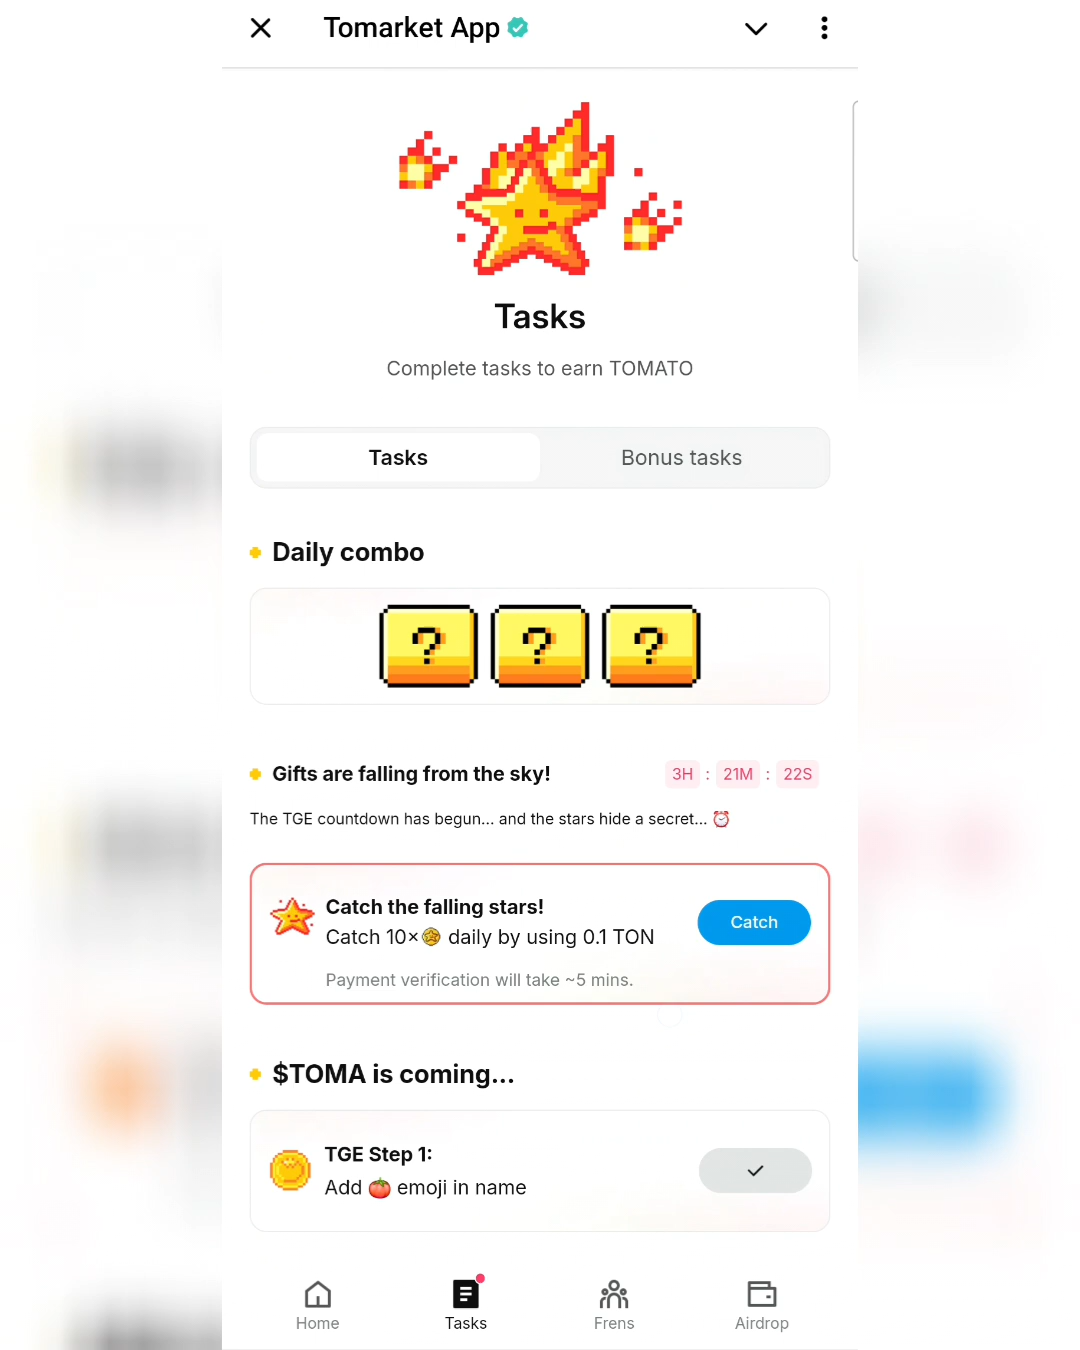 Tomarket App
Tasks
Complete tasks to earn TOMATO
Tasks
Bonus tasks
Daily combo
? ? ?
Gifts are falling from the sky!
3H : 21M : 22S
The TGE countdown has begun... and the stars hide a secret... ⏰
Catch the falling stars!
Catch 10× daily by using 0.1 TON
Catch
Payment verification will take ~5 mins.
$TOMA is coming...
TGE Step 1:
Add 🍅 emoji in name
Home
Tasks
Frens
Airdrop